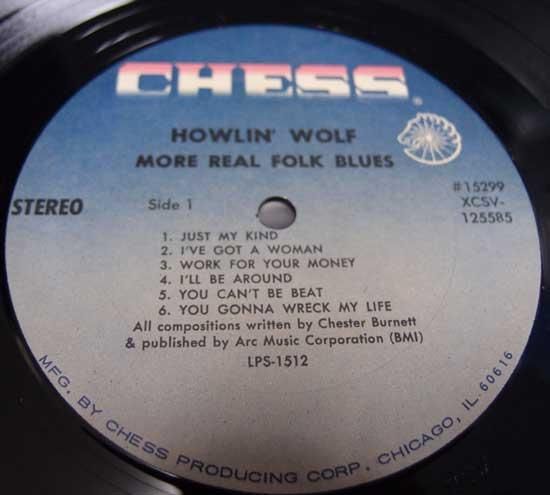 CHESS®
HOWLIN' WOLF
MORE REAL FOLK BLUES
STEREO
Side 1
#15299
XCSV-
125585
1. JUST MY KIND
2. I'VE GOT A WOMAN
3. WORK FOR YOUR MONEY
4. I'LL BE AROUND
5. YOU CAN'T BE BEAT
6. YOU GONNA WRECK MY LIFE
All compositions written by Chester Burnett
& published by Arc Music Corporation (BMI)
LPS-1512
MFG. BY CHESS PRODUCING CORP. CHICAGO, IL. 60616